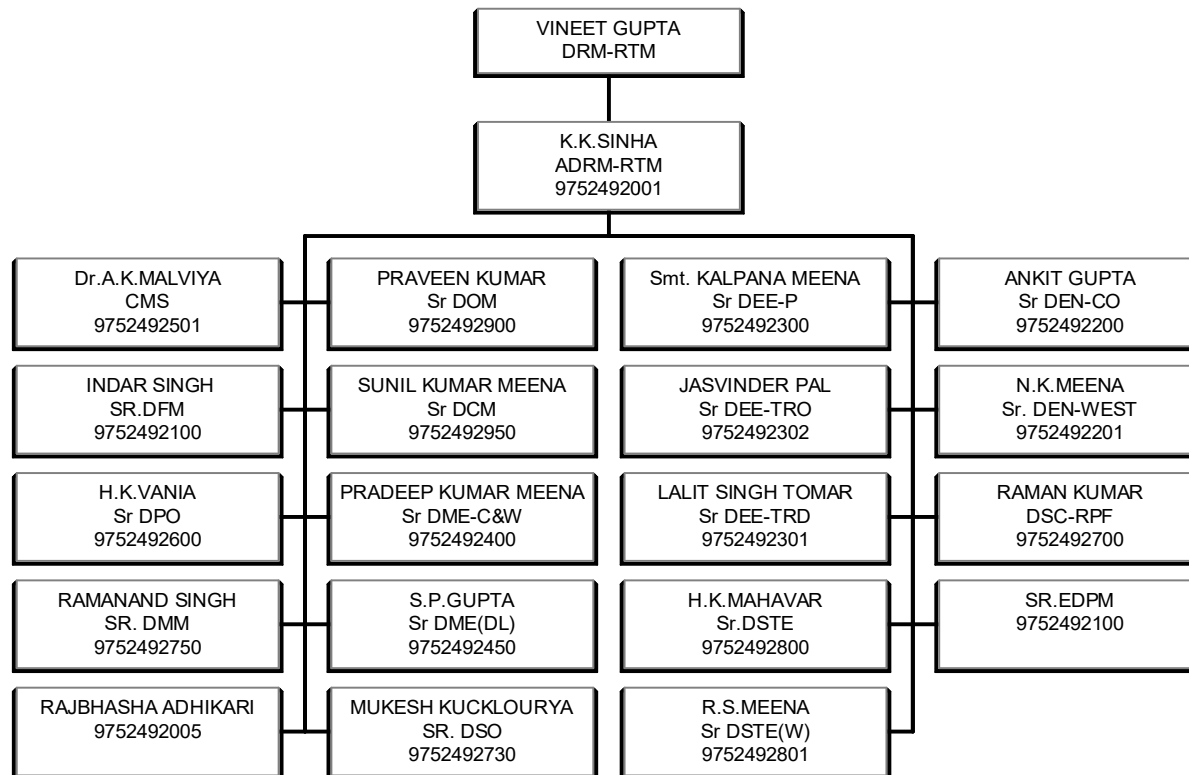 VINEET GUPTA
DRM-RTM
K.K.SINHA
ADRM-RTM
9752492001
Dr.A.K.MALVIYA
CMS
9752492501
PRAVEEN KUMAR
Sr DOM
9752492900
Smt. KALPANA MEENA
Sr DEE-P
9752492300
ANKIT GUPTA
Sr DEN-CO
9752492200
INDAR SINGH
SR.DFM
9752492100
SUNIL KUMAR MEENA
Sr DCM
9752492950
JASVINDER PAL
Sr DEE-TRO
9752492302
N.K.MEENA
Sr. DEN-WEST
9752492201
H.K.VANIA
Sr DPO
9752492600
PRADEEP KUMAR MEENA
Sr DME-C&W
9752492400
LALIT SINGH TOMAR
Sr DEE-TRD
9752492301
RAMAN KUMAR
DSC-RPF
9752492700
RAMANAND SINGH
SR. DMM
9752492750
S.P.GUPTA
Sr DME(DL)
9752492450
H.K.MAHAVAR
Sr.DSTE
9752492800
SR.EDPM
9752492100
RAJBHASHA ADHIKARI
9752492005
MUKESH KUCKLOURYA
SR. DSO
9752492730
R.S.MEENA
Sr DSTE(W)
9752492801